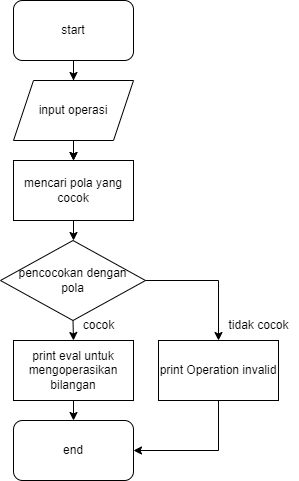 start
input operasi
mencari pola yang
cocok
pencocokan dengan
pola
cocok
tidak cocok
print eval untuk
mengoperasikan
bilangan
print Operation invalid
end